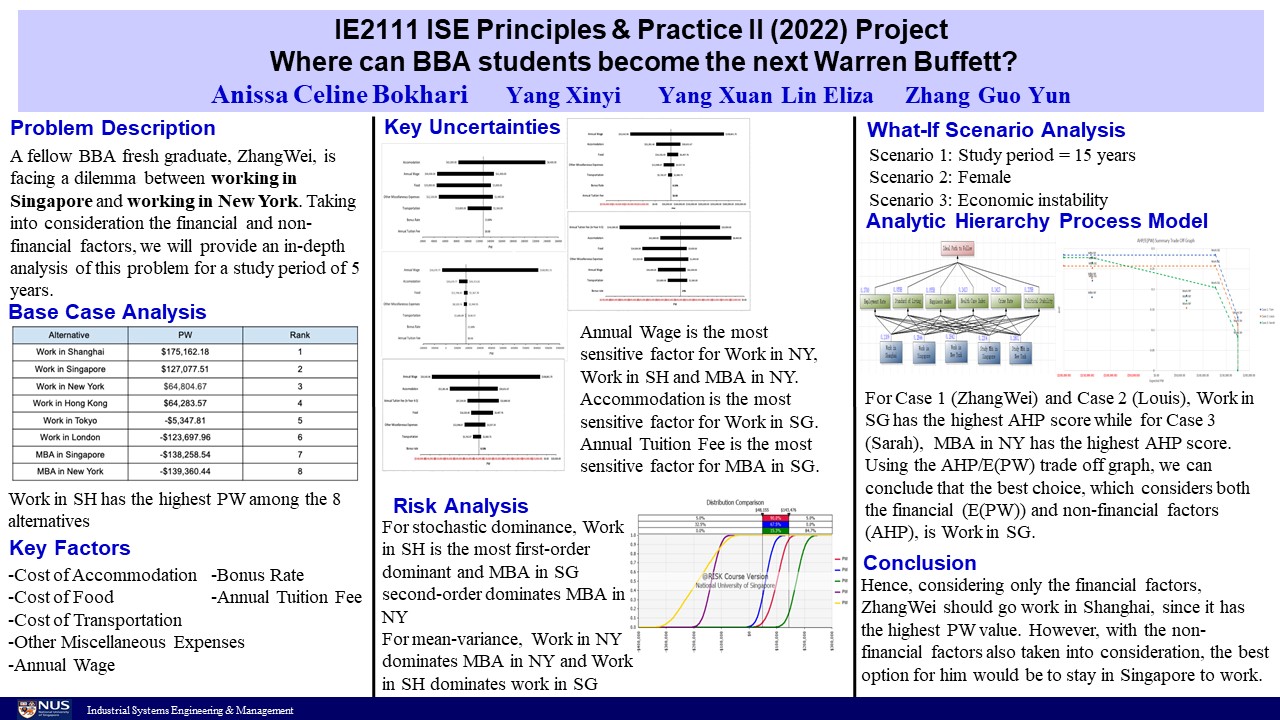 IE2111 ISE Principles & Practice II (2022) Project
Where can BBA students become the next Warren Buffett?
Anissa Celine Bokhari Yang Xinyi Yang Xuan Lin Eliza Zhang Guo Yun
Problem Description
A fellow BBA fresh graduate, ZhangWei, is
facing a dilemma between working in
Singapore and working in New York. Taking
into consideration the financial and non-
financial factors, we will provide an in-depth
analysis of this problem for a study period of 5
years.
Base Case Analysis
Alternative PW Rank
Work in Shanghai $175,162.18 1
Work in Singapore $127,077.51 2
Work in New York $64,804.67 3
Work in Hong Kong $64,283.57 4
Work in Tokyo -$5,347.81 5
Work in London -$123,697.96 6
MBA in Singapore -$138,258.54 7
MBA in New York -$139,360.44 8
Work in SH has the highest PW among the 8
alternatives
Key Factors
-Cost of Accommodation -Bonus Rate
-Cost of Food -Annual Tuition Fee
-Cost of Transportation
-Other Miscellaneous Expenses
-Annual Wage
Key Uncertainties
Accommodation
Annual Wage
Food
Other Miscellaneous Expenses
Transportation
Bonus Rate
Annual Tuition Fee
Annual Wage is the most
sensitive factor for Work in NY,
Work in SH and MBA in NY.
Accommodation is the most
sensitive factor for Work in SG.
Annual Tuition Fee is the most
sensitive factor for MBA in SG.
Risk Analysis
For stochastic dominance, Work
in SH is the most first-order
dominant and MBA in SG
second-order dominates MBA in
NY
For mean-variance, Work in NY
dominates MBA in NY and Work
in SH dominates work in SG
Distribution Comparison
@RISK Course Version
National University of Singapore
What-If Scenario Analysis
Scenario 1: Study period = 15 years
Scenario 2: Female
Scenario 3: Economic instability
Analytic Hierarchy Process Model
Ideal Path to Follow
AHP/E(PW) Summary Trade Off Graph
Employment Rate Standard of Living Happiness Index Health Care Index Crime Rate Political Stability
For Case 1 (ZhangWei) and Case 2 (Louis), Work in
SG has the highest AHP score while for Case 3
(Sarah), MBA in NY has the highest AHP score.
Using the AHP/E(PW) trade off graph, we can
conclude that the best choice, which considers both
the financial (E(PW)) and non-financial factors
(AHP), is Work in SG.
Conclusion
Hence, considering only the financial factors,
ZhangWei should go work in Shanghai, since it has
the highest PW value. However, with the non-
financial factors also taken into consideration, the best
option for him would be to stay in Singapore to work.
NUS
National University
of Singapore
Industrial Systems Engineering & Management